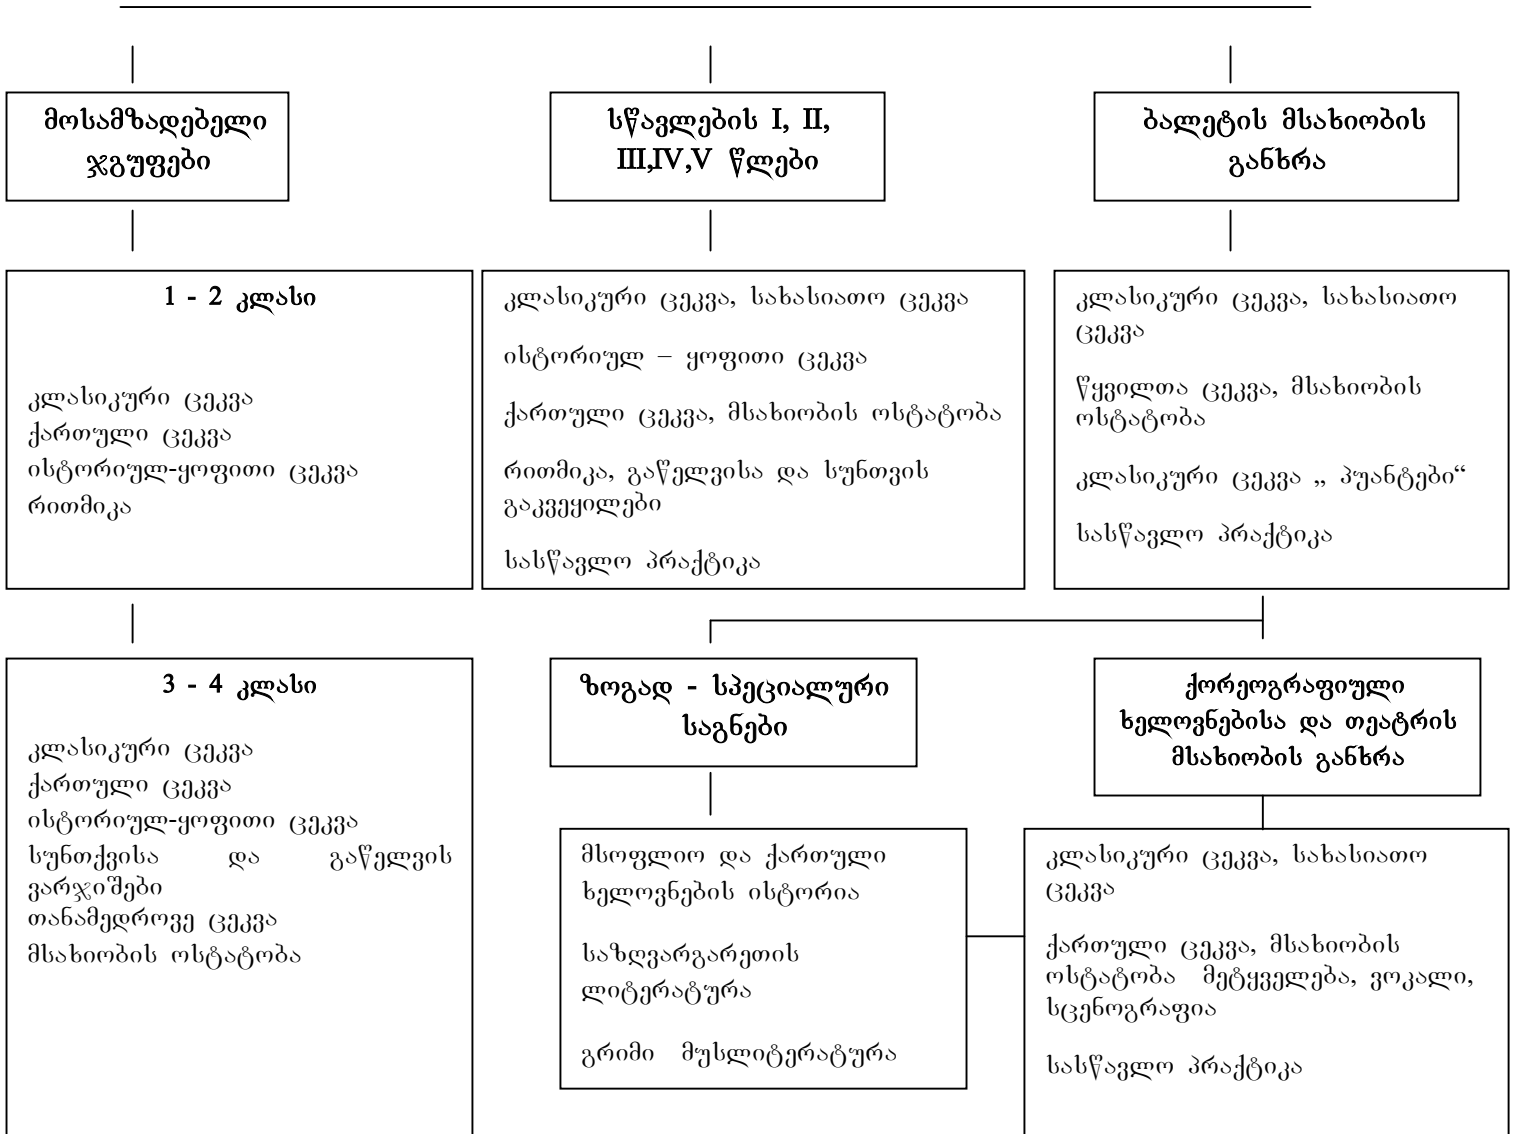 მოსამზადებელი
ჯგუფები
სწავლების I, II,
III,IV,V წლები
ბალეტის მსახიობის
განხრა
1 - 2 კლასი
კლასიკური ცეკვა
ქართული ცეკვა
ისტორიულ-ყოფითი ცეკვა
რითმიკა
კლასიკური ცეკვა, სახასიათო ცეკვა
ისტორიულ – ყოფითი ცეკვა
ქართული ცეკვა, მსახიობის ოსტატობა
რითმიკა, გაწელვისა და სუნთვის
გაკვეყილები
სასწავლო პრაქტიკა
კლასიკური ცეკვა, სახასიათო
ცეკვა
წყვილთა ცეკვა, მსახიობის
ოსტატობა
კლასიკური ცეკვა „ პუანტები“
სასწავლო პრაქტიკა
3 - 4 კლასი
კლასიკური ცეკვა
ქართული ცეკვა
ისტორიულ-ყოფითი ცეკვა
სუნთქვისა და გაწელვის
ვარჯიშები
თანამედროვე ცეკვა
მსახიობის ოსტატობა
ზოგად - სპეციალური
საგნები
მსოფლიო და ქართული
ხელოვნების ისტორია
საზღვარგარეთის
ლიტერატურა
გრიმი მუსლიტერატურა
ქორეოგრაფიული
ხელოვნებისა და თეატრის
მსახიობის განხრა
კლასიკური ცეკვა, სახასიათო
ცეკვა
ქართული ცეკვა, მსახიობის
ოსტატობა მეტყველება, ვოკალი,
სცენოგრაფია
სასწავლო პრაქტიკა